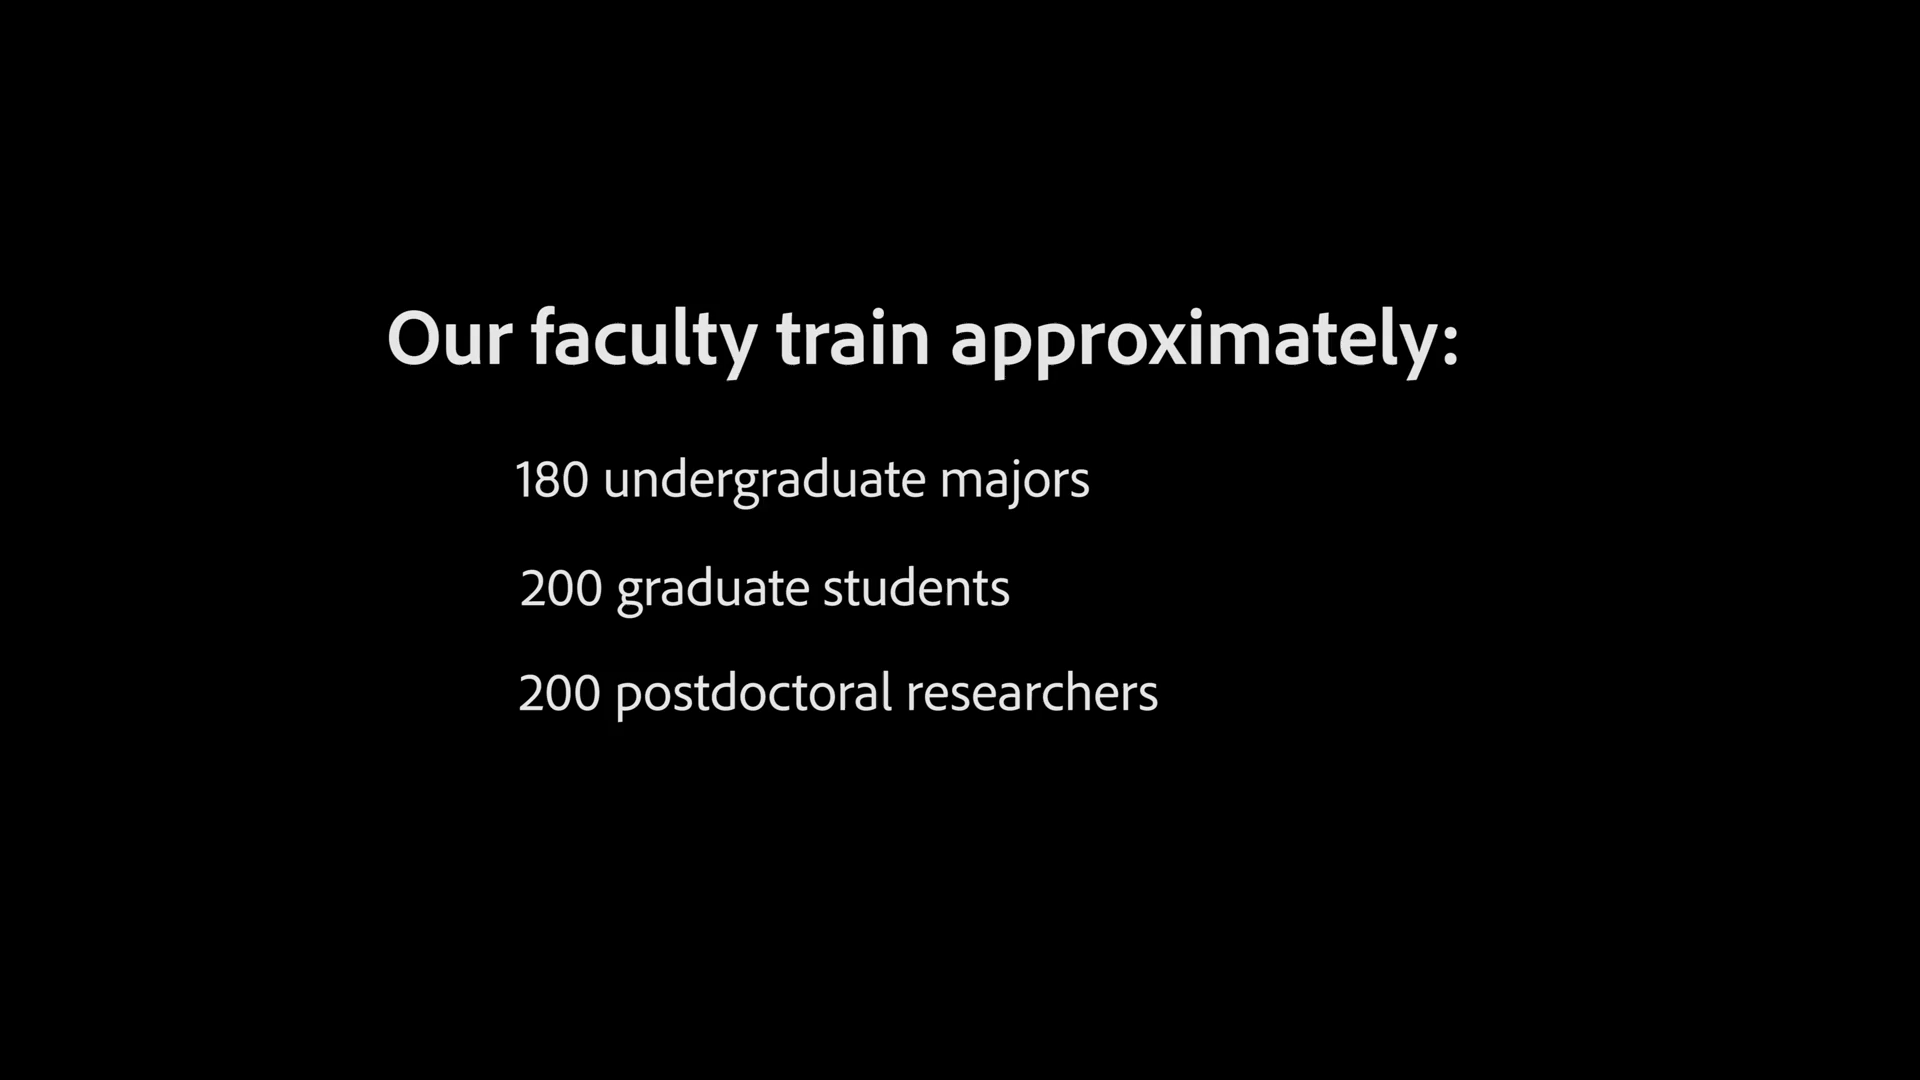 Our faculty train approximately:
180 undergraduate majors
200 graduate students
200 postdoctoral researchers